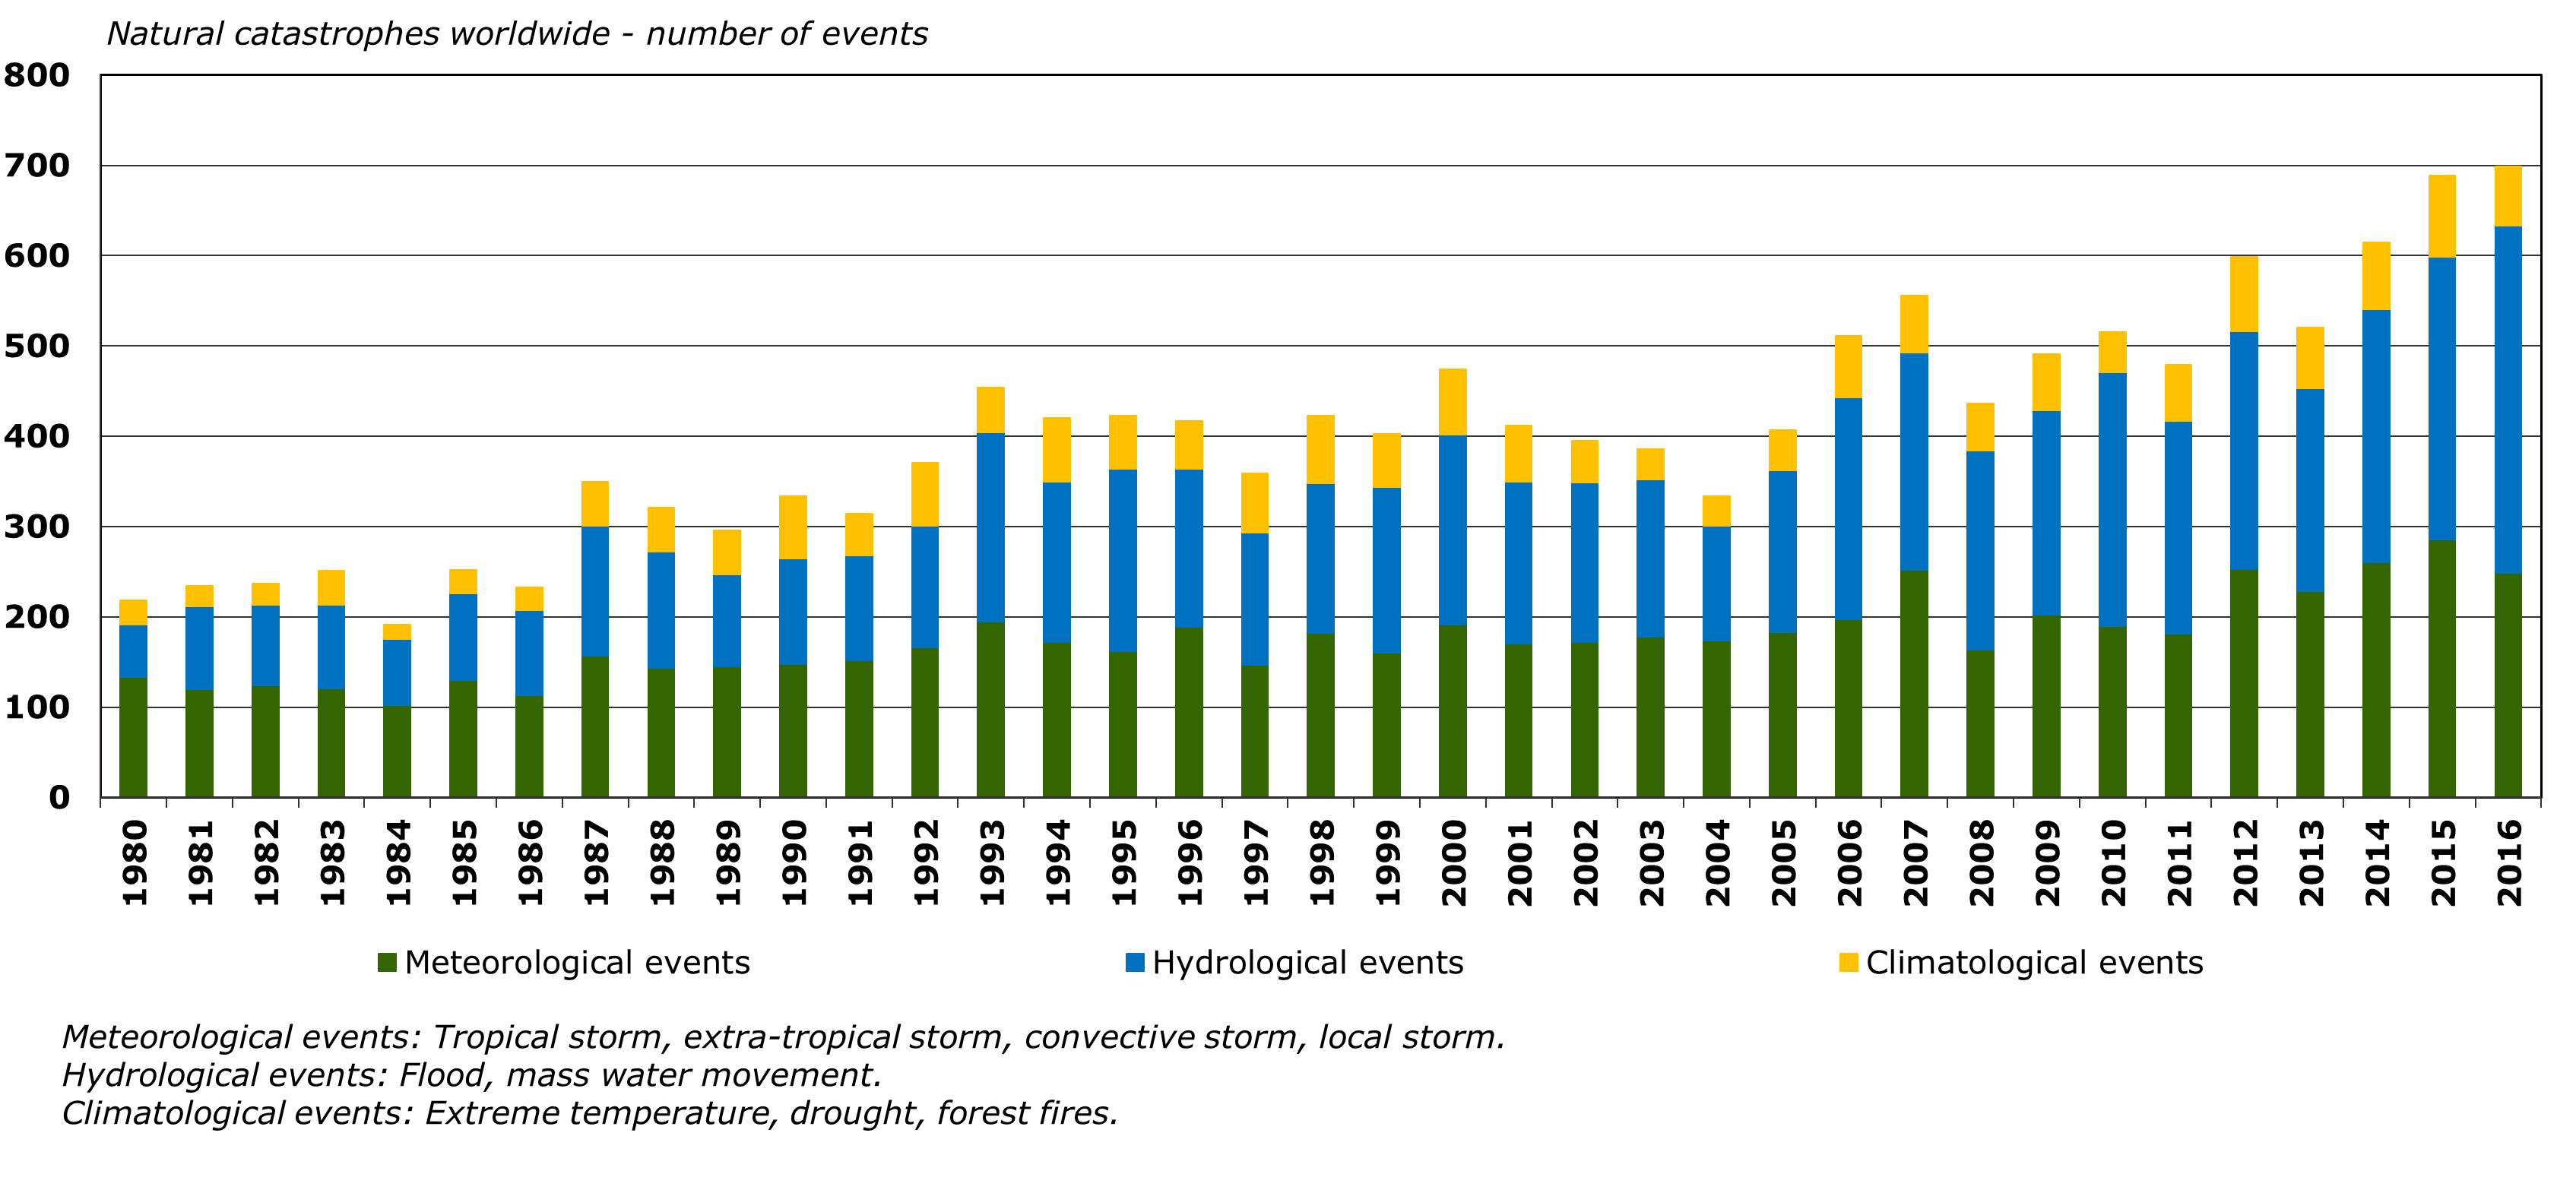 Natural catastrophes worldwide - number of events
800
700
600
500
400
300
200
100
0
1980 1981 1982 1983 1984 1985 1986 1987 1988 1989 1990 1991 1992 1993 1994 1995 1996 1997 1998 1999 2000 2001 2002 2003 2004 2005 2006 2007 2008 2009 2010 2011 2012 2013 2014 2015 2016
Meteorological events Hydrological events Climatological events
Meteorological events: Tropical storm, extra-tropical storm, convective storm, local storm.
Hydrological events: Flood, mass water movement.
Climatological events: Extreme temperature, drought, forest fires.